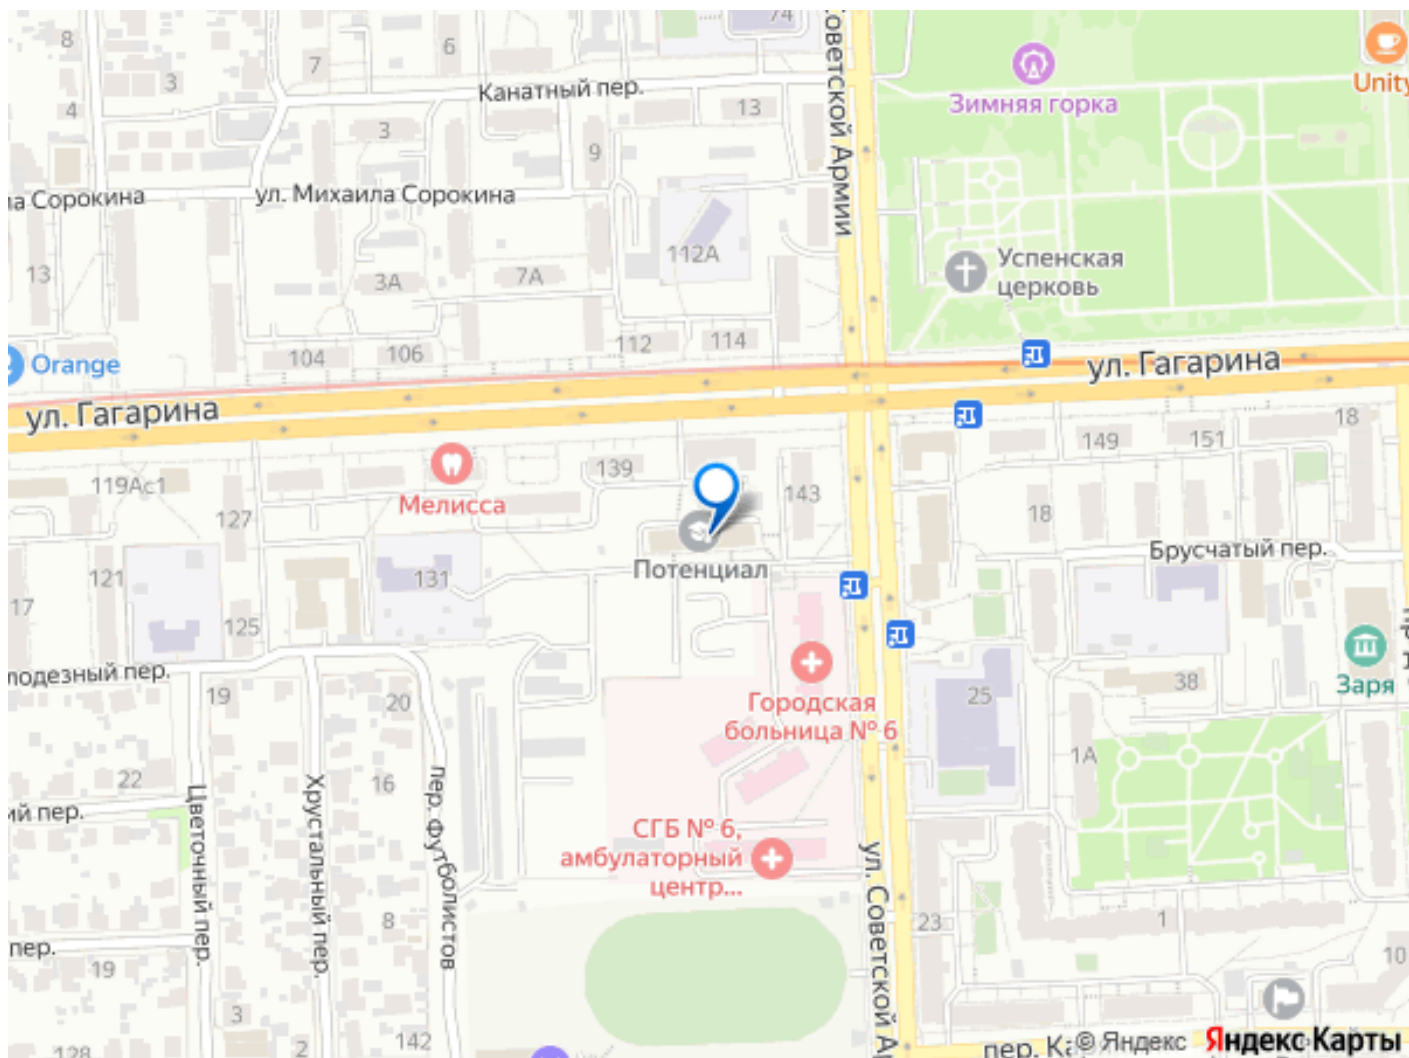 74
8
6
7
3
4
Канатный пер.
13
3
9
Советской Армии
Зимняя горка
Unity
ул. Михаила Сорокина
Сорокина
112А
13
3А
7А
Успенская
церковь
104
106
112
114
Orange
ул. Гагарина
ул. Гагарина
18
149
151
139
119Ас1
Мелисса
143
127
18
Потенциал
Брусчатый пер.
121
131
17
125
пер.
19
20
Городская
больница № 6
25
38
Заря
1А
22
16
пер.
Цветочный пер.
Хрустальный пер.
пер. Футболистов
СГБ № 6,
амбулаторный
центр...
ул. Советской А
8
23
1
пер.
19
10
3
2
142
128
пер. К
© Яндекс
Яндекс Карты